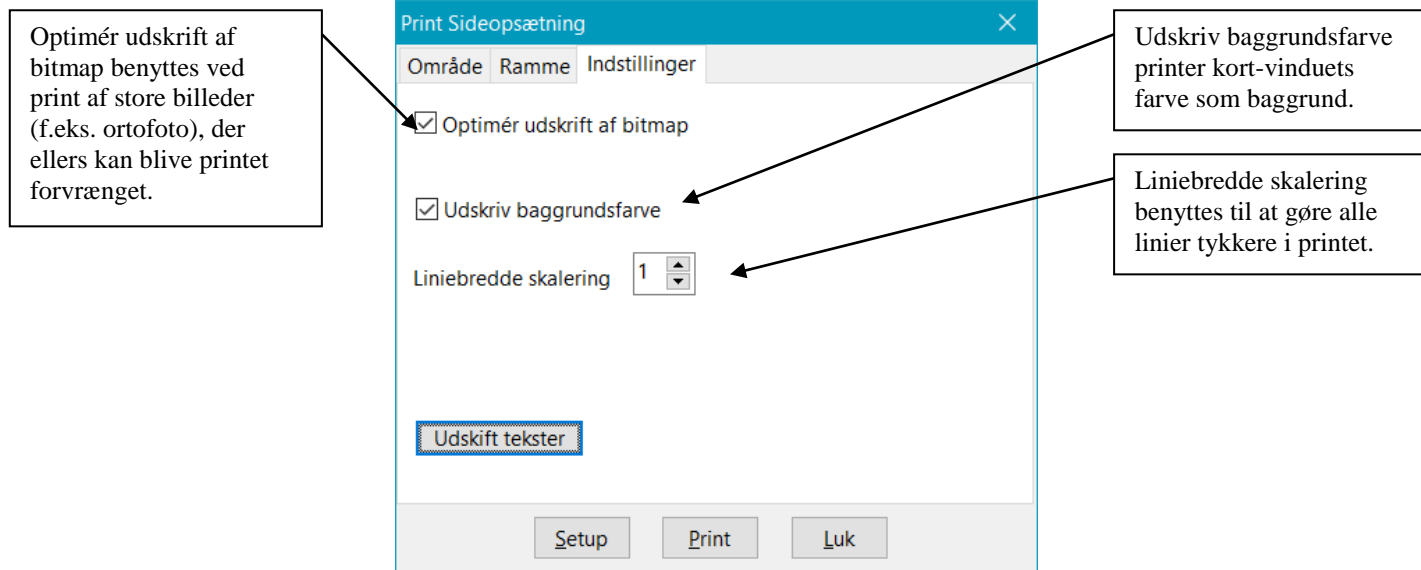 Optimér udskrift af
bitmap benyttes ved
print af store billeder
(f.eks. ortofoto), der
ellers kan blive printet
forvrænget.
Print Sideopsætning
Område Ramme Indstillinger
Optimér udskrift af bitmap
Udskriv baggrundsfarve
Liniebredde skalering 1
Udskift tekster
Setup Print Luk
Udskriv baggrundsfarve
printer kort-vinduets
farve som baggrund.
Liniebredde skalering
benyttes til at gøre alle
linier tykkere i printet.